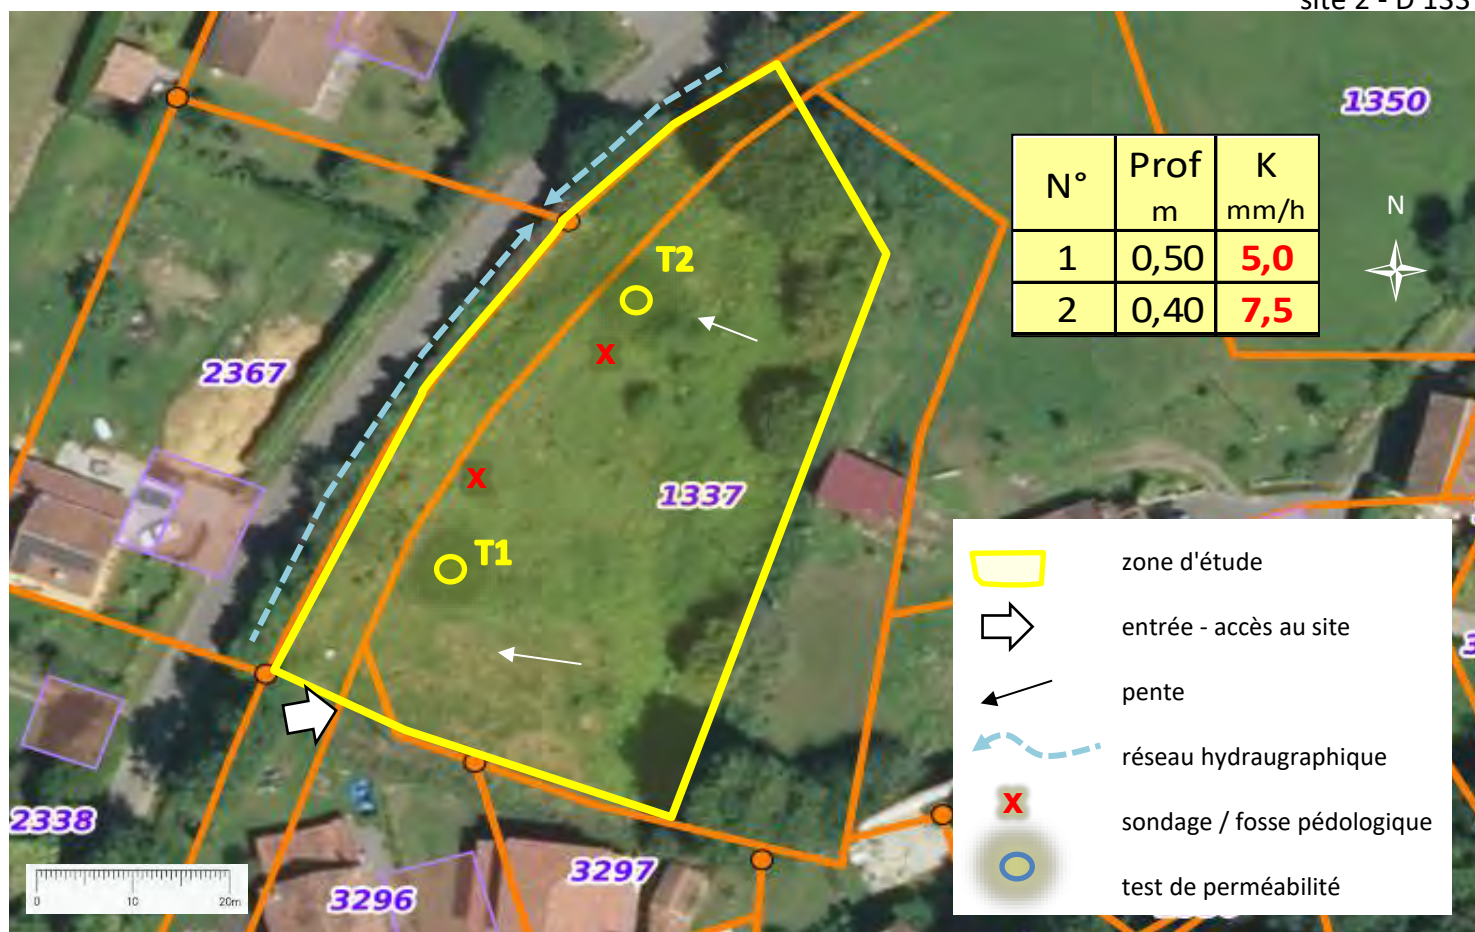 site 2 - D 133
1350
N° Prof m K mm/h
1 0,50 5,0
2 0,40 7,5
N
T2
x
2367
x
1337
T1
zone d'étude
entrée - accès au site
pente
réseau hydraugraphique
x sondage / fosse pédologique
test de perméabilité
2338
3297
3296
0 10 20m